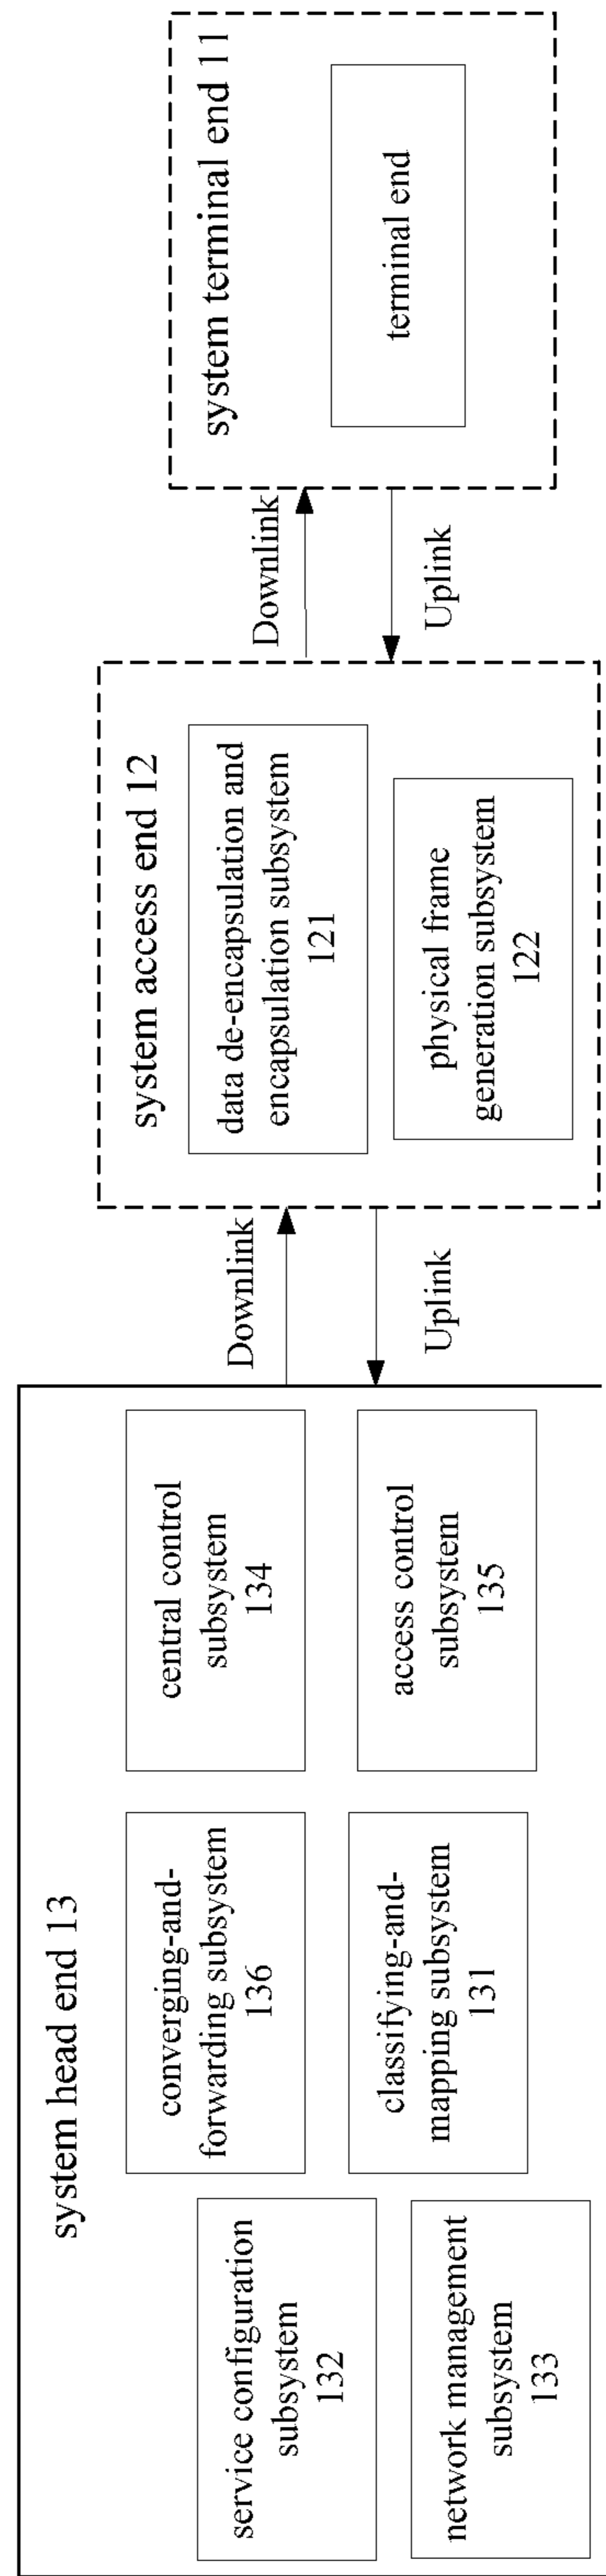 system head end 13
service configuration
subsystem
132
network management
subsystem
133
converging-and-
forwarding subsystem
136
classifying-and-
mapping subsystem
131
central control
subsystem
134
access control
subsystem
135
Downlink
Uplink
system access end 12
data de-encapsulation and
encapsulation subsystem
121
physical frame
generation subsystem
122
Downlink
Uplink
system terminal end 11
terminal end